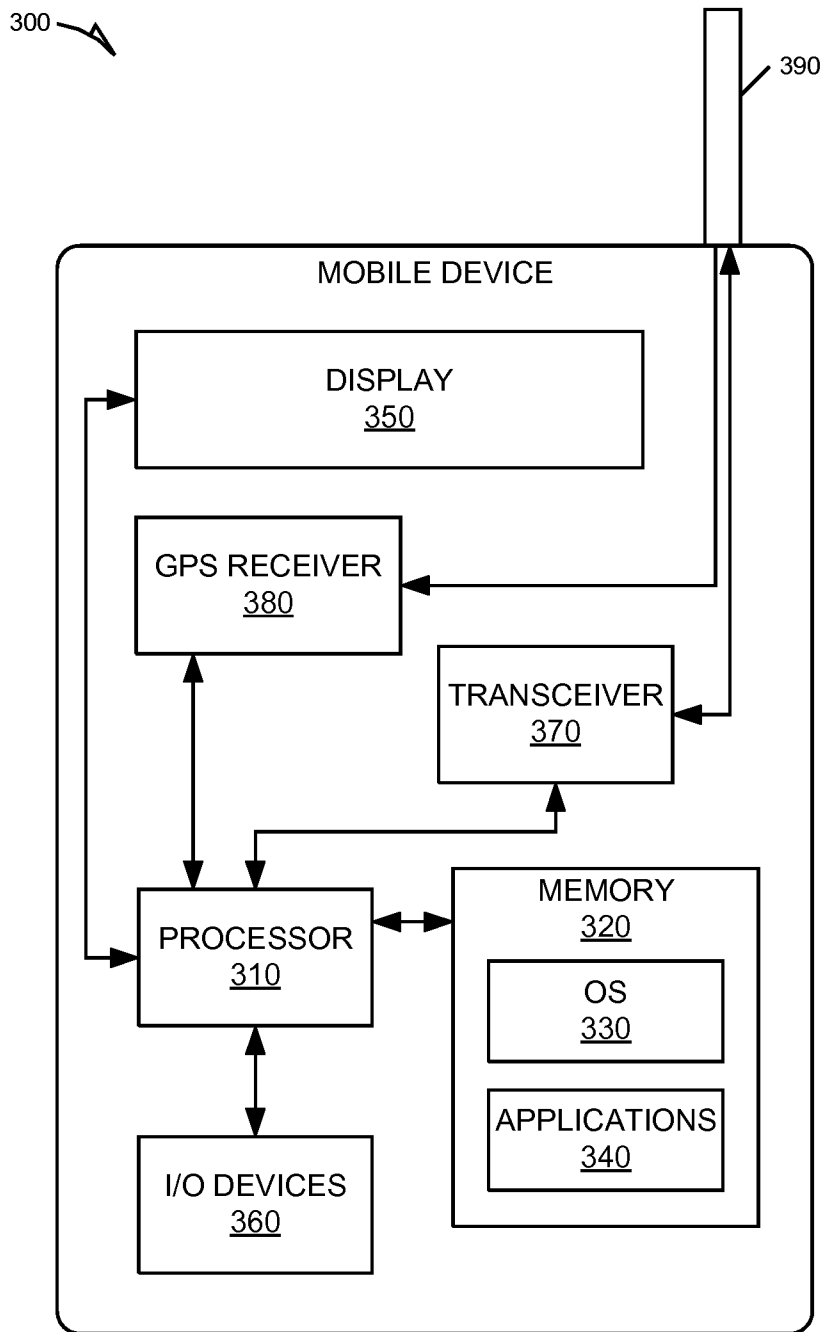 300
390
MOBILE DEVICE
DISPLAY
350
GPS RECEIVER
380
TRANSCEIVER
370
PROCESSOR
310
MEMORY
320
OS
330
APPLICATIONS
340
I/O DEVICES
360